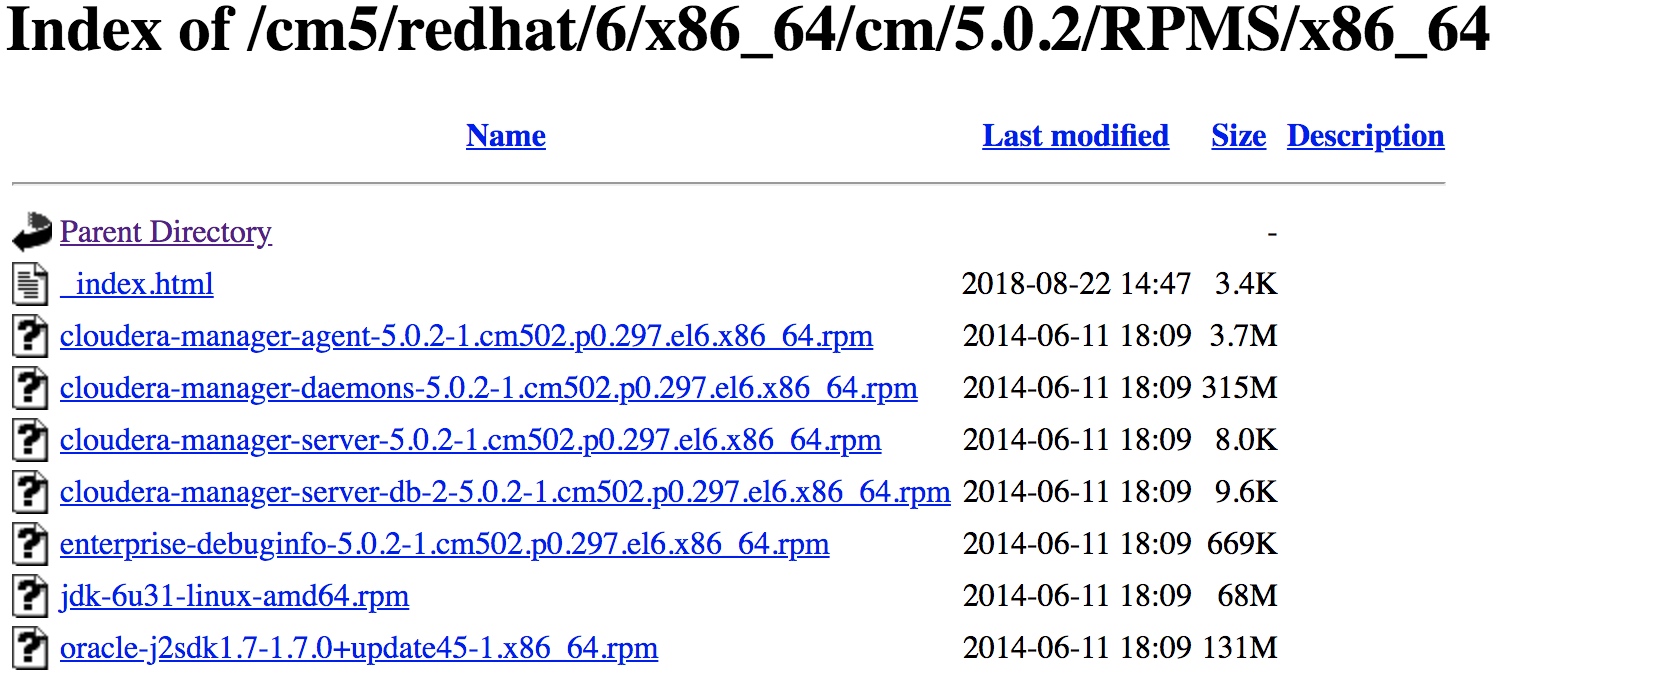 Index of /cm5/redhat/6/x86_64/cm/5.0.2/RPMS/x86_64
Name Last modified Size Description
Parent Directory -
_index.html 2018-08-22 14:47 3.4K
cloudera-manager-agent-5.0.2-1.cm502.p0.297.el6.x86_64.rpm 2014-06-11 18:09 3.7M
cloudera-manager-daemons-5.0.2-1.cm502.p0.297.el6.x86_64.rpm 2014-06-11 18:09 315M
cloudera-manager-server-5.0.2-1.cm502.p0.297.el6.x86_64.rpm 2014-06-11 18:09 8.0K
cloudera-manager-server-db-2-5.0.2-1.cm502.p0.297.el6.x86_64.rpm 2014-06-11 18:09 9.6K
enterprise-debuginfo-5.0.2-1.cm502.p0.297.el6.x86_64.rpm 2014-06-11 18:09 669K
jdk-6u31-linux-amd64.rpm 2014-06-11 18:09 68M
oracle-j2sdk1.7-1.7.0+update45-1.x86_64.rpm 2014-06-11 18:09 131M